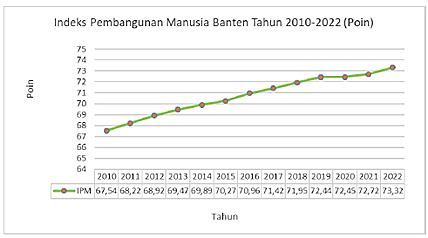 Indeks Pembangunan Manusia Banten Tahun 2010-2022 (Poin)
75
74
73
72
71
70
69
68
67
66
65
64
Poin
2010 2011 2012 2013 2014 2015 2016 2017 2018 2019 2020 2021 2022
IPM 67,54 68,22 68,92 69,47 69,89 70,27 70,96 71,42 71,95 72,44 72,45 72,72 73,32
Tahun